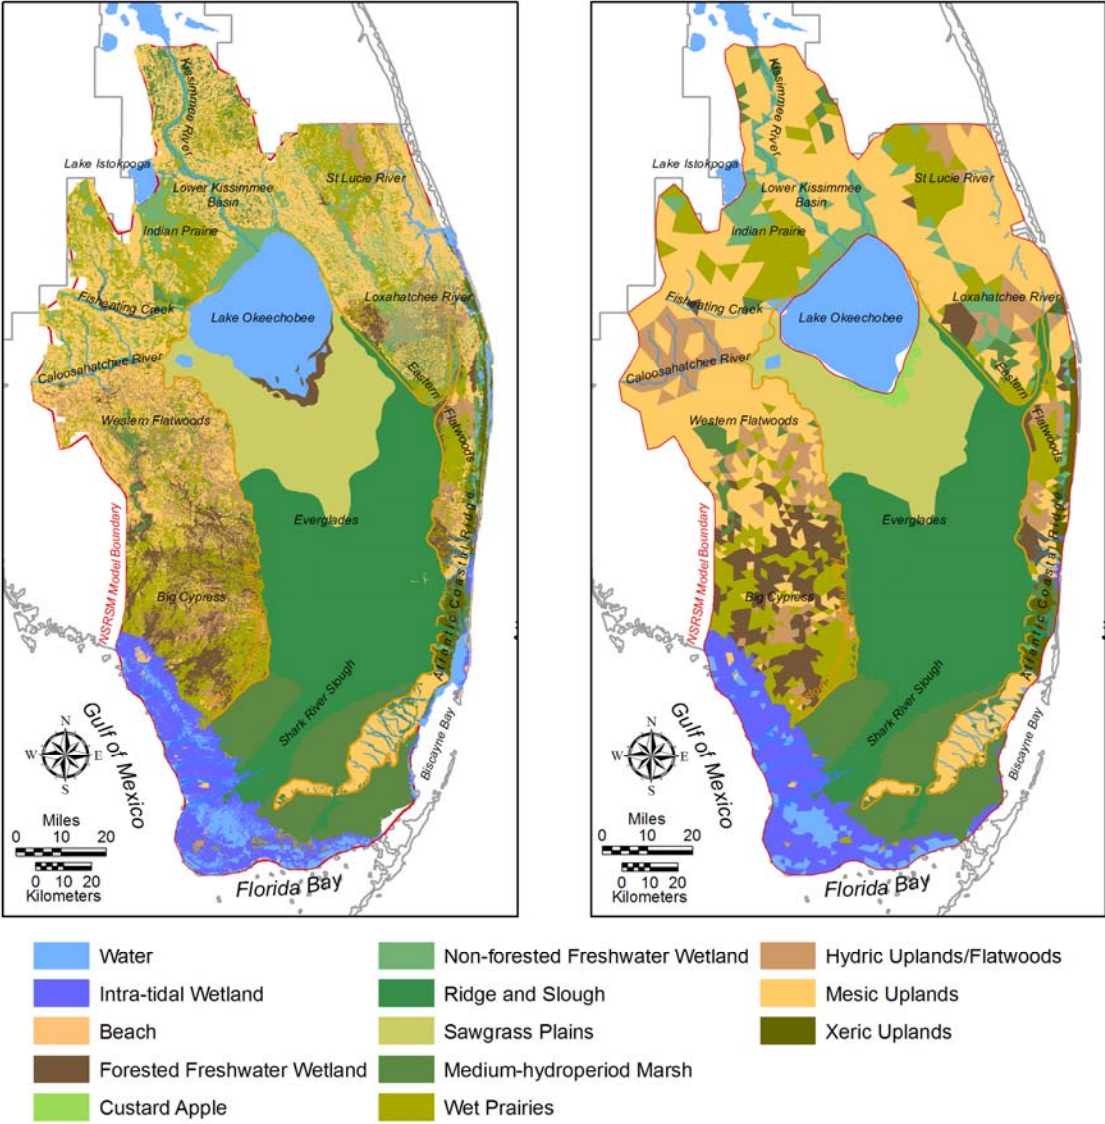 Kissimmee River
Lake Istokpoga
Lower Kissimmee
Basin
St Lucie River
Indian Prairie
Fisheating Creek
Loxahatchee River
Lake Okeechobee
Caloosahatchee River
Eastern
Flatwoods
Western Flatwoods
Everglades
Atlantic Coastal Ridge
NSRSM Model Boundary
Big Cypress
Shark River Slough
Biscayne Bay
Gulf of Mexico
N
W E
S
Miles
0 10 20
0 10 20
Kilometers
Florida Bay
Kissimmee River
Lake Istokpoga
Lower Kissimmee
Basin
St Lucie River
Indian Prairie
Fisheating Creek
Loxahatchee River
Lake Okeechobee
Caloosahatchee River
Eastern
Flatwoods
Western Flatwoods
Everglades
Atlantic Coastal Ridge
NSRSM Model Boundary
Big Cypress
Shark River Slough
Biscayne Bay
Gulf of Mexico
N
W E
S
Miles
0 10 20
0 10 20
Kilometers
Florida Bay
Water
Intra-tidal Wetland
Beach
Forested Freshwater Wetland
Custard Apple
Non-forested Freshwater Wetland
Ridge and Slough
Sawgrass Plains
Medium-hydroperiod Marsh
Wet Prairies
Hydric Uplands/Flatwoods
Mesic Uplands
Xeric Uplands